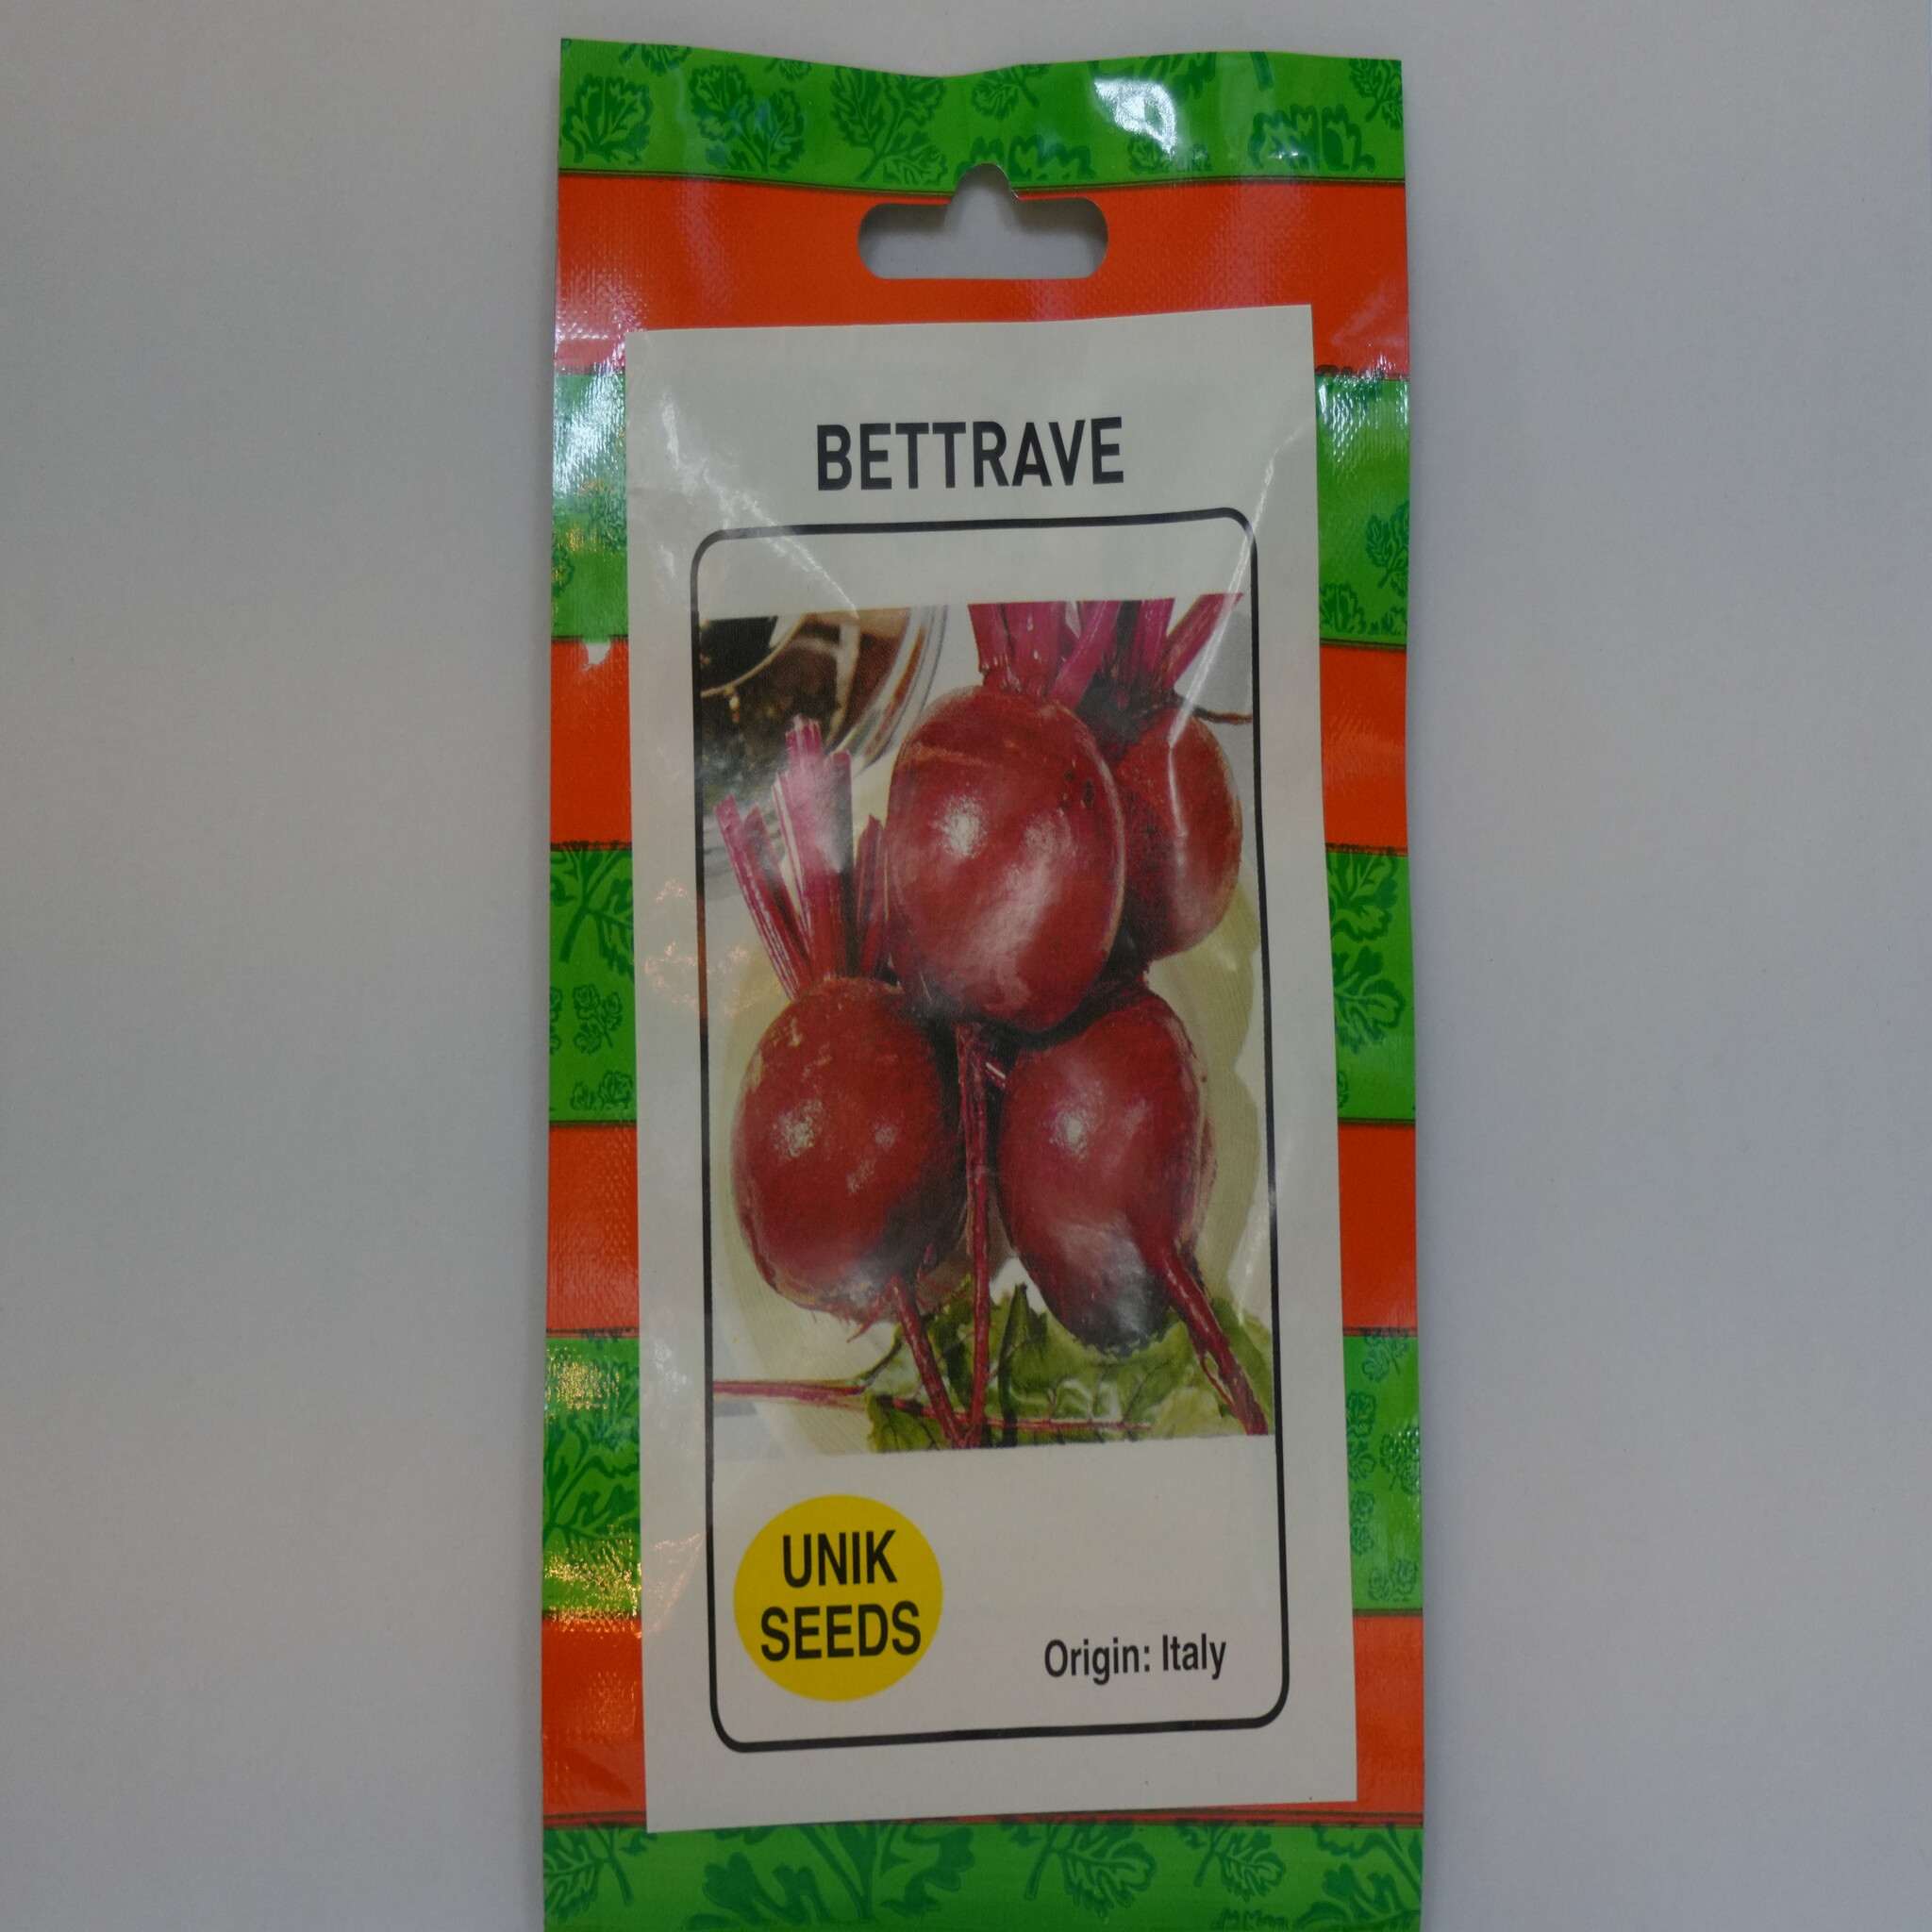 BETTRAVE
UNIK
SEEDS
Origin: Italy